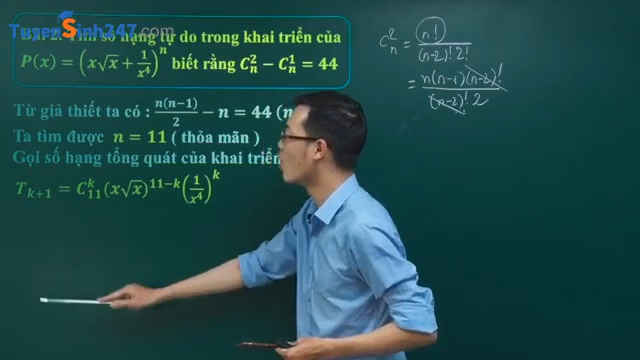 TuyenSinh247.com
số hạng tự do trong khai triển của
P(x) = (x√x + 1/x⁴)ⁿ biết rằng C²ₙ − C¹ₙ = 44
Từ giả thiết ta có : n(n−1)/2 − n = 44 (n
Ta tìm được n = 11 ( thỏa mãn )
Gọi số hạng tổng quát của khai triển
Tₖ₊₁ = Cᵏ₁₁(x√x)¹¹⁻ᵏ(1/x⁴)ᵏ
C²ₙ = n!/(n-2)!2!
= n(n-1)(n-2)!/(n-2)!2